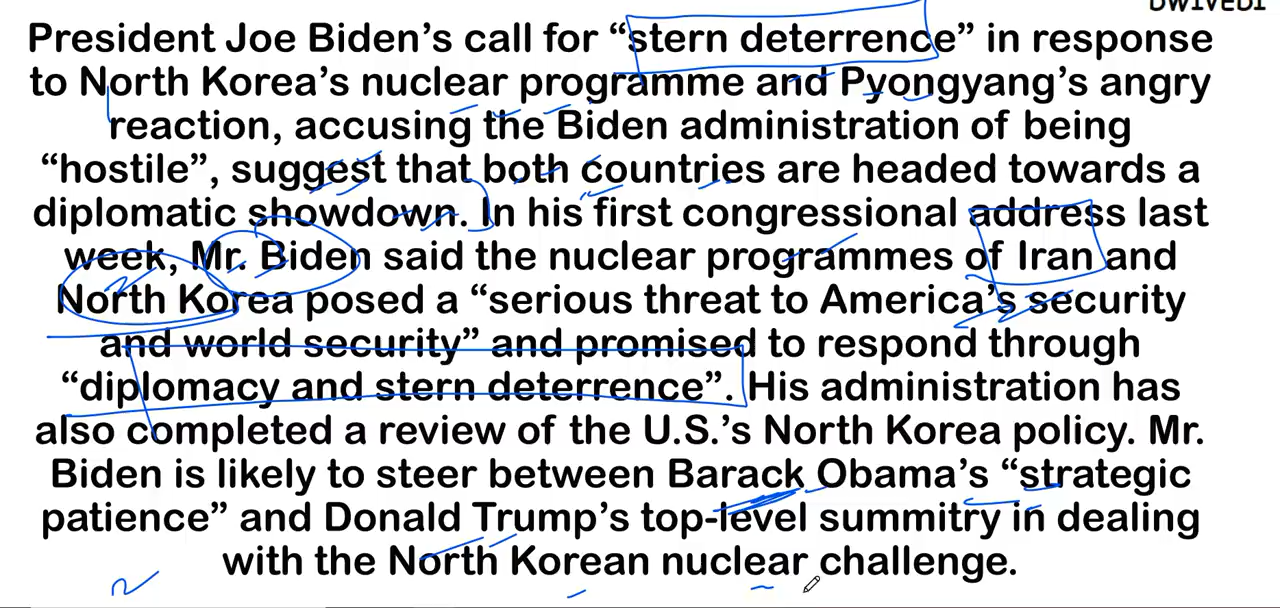 DWIVEDI
President Joe Biden's call for “stern deterrence” in response
to North Korea's nuclear programme and Pyongyang's angry
reaction, accusing the Biden administration of being
“hostile”, suggest that both countries are headed towards a
diplomatic showdown. In his first congressional address last
week, Mr. Biden said the nuclear programmes of Iran and
North Korea posed a “serious threat to America's security
and world security” and promised to respond through
“diplomacy and stern deterrence”. His administration has
also completed a review of the U.S.'s North Korea policy. Mr.
Biden is likely to steer between Barack Obama's “strategic
patience” and Donald Trump's top-level summitry in dealing
with the North Korean nuclear challenge.